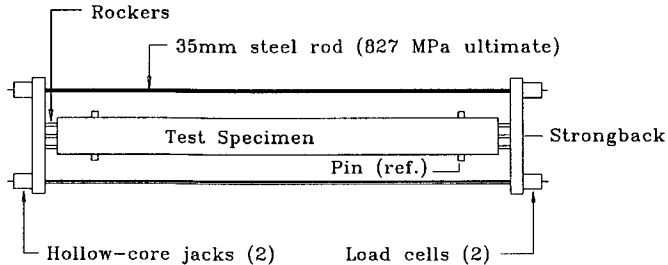 Rockers
35mm steel rod (827 MPa ultimate)
Test Specimen
Strongback
Pin (ref.)
Hollow-core jacks (2)
Load cells (2)